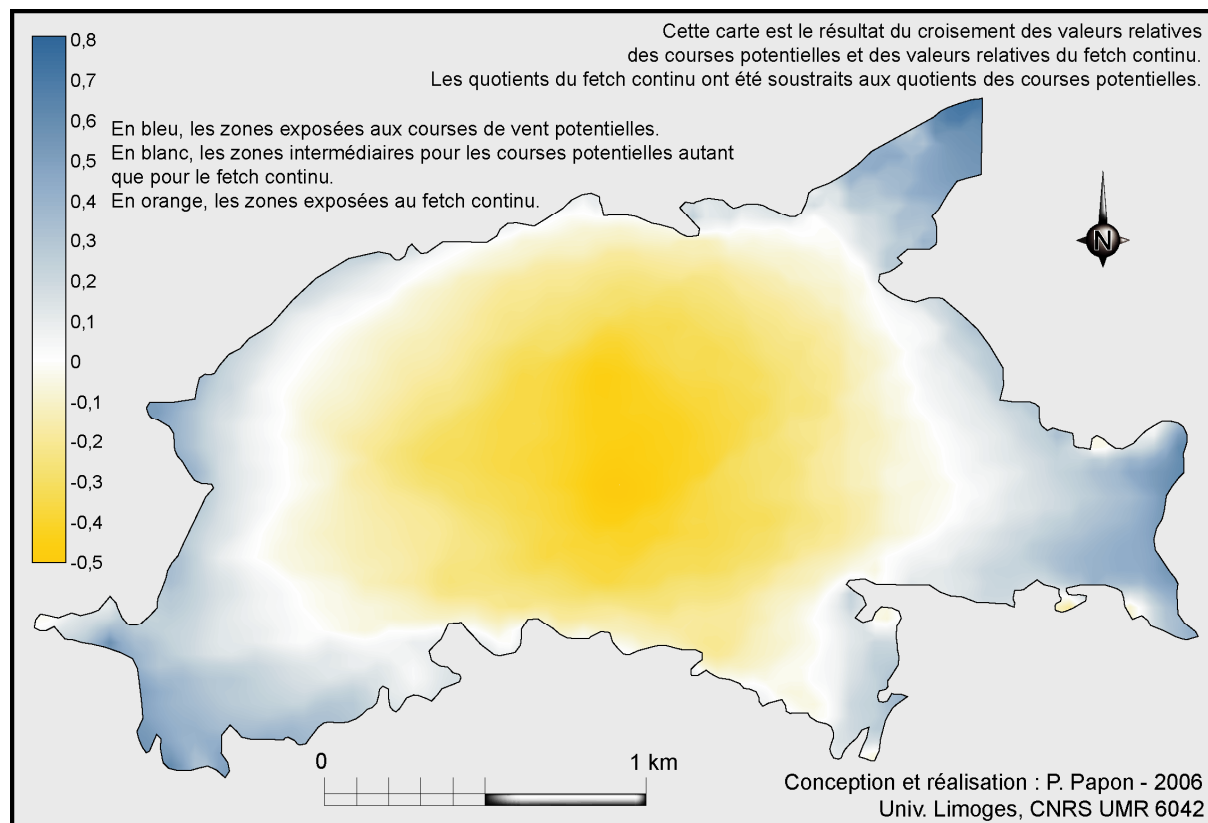 Cette carte est le résultat du croisement des valeurs relatives
des courses potentielles et des valeurs relatives du fetch continu.
Les quotients du fetch continu ont été soustraits aux quotients des courses potentielles.
En bleu, les zones exposées aux courses de vent potentielles.
En blanc, les zones intermédiaires pour les courses potentielles autant
que pour le fetch continu.
En orange, les zones exposées au fetch continu.
0,8
0,7
0,6
0,5
0,4
0,3
0,2
0,1
0
-0,1
-0,2
-0,3
-0,4
-0,5
N
0 1 km
Conception et réalisation : P. Papon - 2006
Univ. Limoges, CNRS UMR 6042